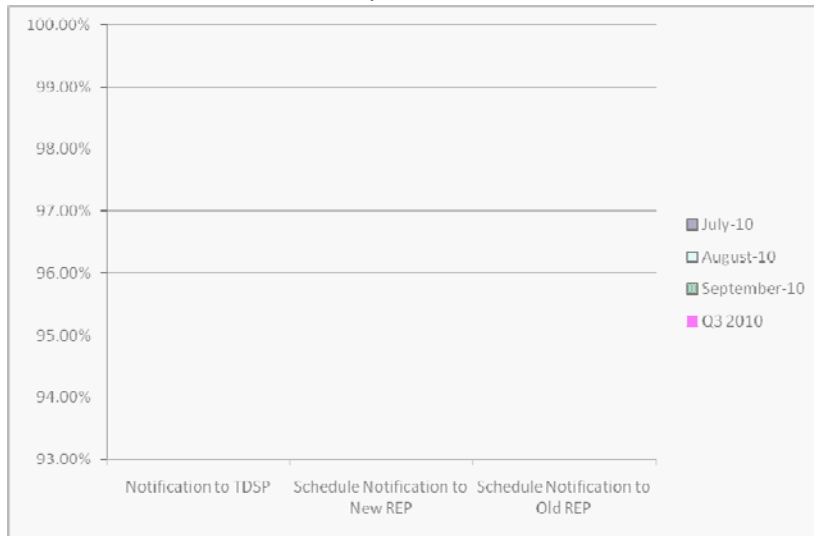 100.00%
99.00%
98.00%
97.00%
96.00%
95.00%
94.00%
93.00%
Notification to TDSP
Schedule Notification to
New REP
Schedule Notification to
Old REP
July-10
August-10
September-10
Q3 2010